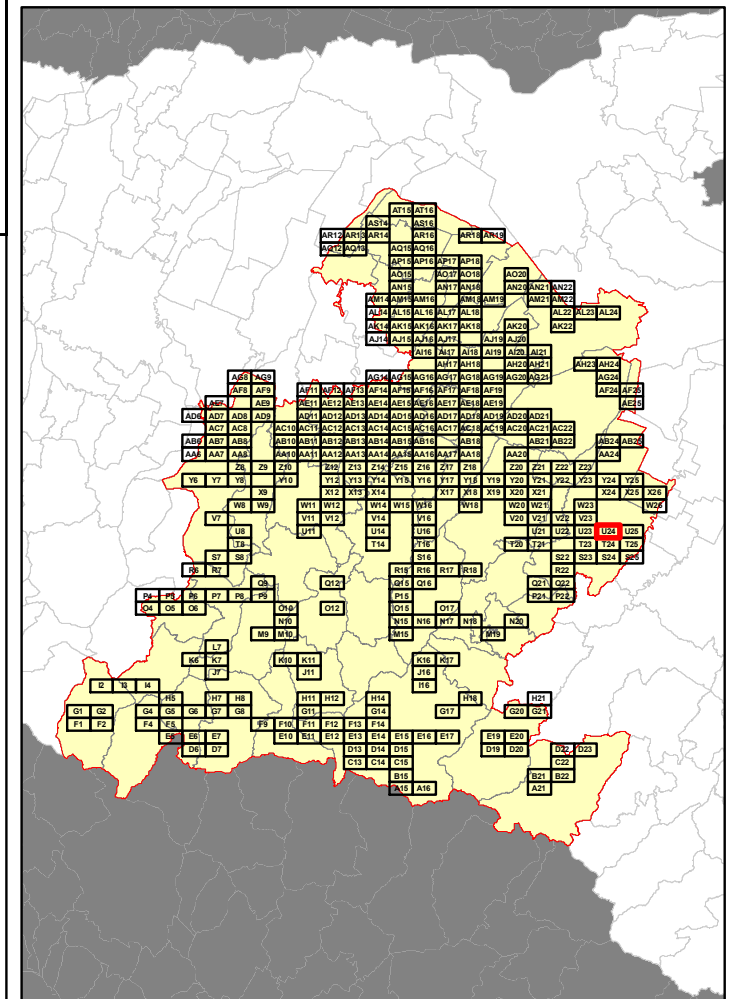 AT15 AT16
AS14 AS16
AR12 AR13 AR14 AR16 AR18 AR19
AQ12 AQ13 AQ15 AQ16
AP15 AP16 AP17 AP18
AO15 AO17 AO18 AO20
AN15 AN17 AN18 AN20 AN21 AN22
AM14 AM15 AM16 AM18 AM19 AM21 AM22
AL14 AL15 AL16 AL17 AL18 AL22 AL23 AL24
AK14 AK15 AK16 AK17 AK18 AK20 AK22
AJ14 AJ15 AJ16 AJ17 AJ19 AJ20
AI16 AI17 AI18 AI19 AI20 AI21
AH17 AH18 AH20 AH21 AH23 AH24
AG8 AG9 AG14 AG15 AG16 AG17 AG18 AG19 AG20 AG21 AG24
AF8 AF9 AF11 AF12 AF13 AF14 AF15 AF16 AF17 AF18 AF19 AF24 AF25
AE7 AE9 AE11 AE12 AE13 AE14 AE15 AE16 AE17 AE18 AE19 AE25
AD6 AD7 AD8 AD9 AD11 AD12 AD13 AD14 AD15 AD16 AD17 AD18 AD19 AD20 AD21
AC7 AC8 AC10 AC11 AC12 AC13 AC14 AC15 AC16 AC17 AC18 AC19 AC20 AC21 AC22
AB6 AB7 AB8 AB10 AB11 AB12 AB13 AB14 AB15 AB16 AB18 AB21 AB22 AB24 AB25
AA6 AA7 AA8 AA10 AA11 AA12 AA13 AA14 AA15 AA16 AA17 AA18 AA20 AA24
Z8 Z9 Z10 Z12 Z13 Z14 Z15 Z16 Z17 Z18 Z20 Z21 Z22 Z23
Y6 Y7 Y8 Y10 Y12 Y13 Y14 Y15 Y16 Y17 Y18 Y19 Y20 Y21 Y22 Y23 Y24 Y25
X9 X12 X13 X14 X17 X18 X19 X20 X21 X24 X25 X26
W8 W9 W11 W12 W14 W15 W16 W18 W20 W21 W23 W26
V7 V11 V12 V14 V16 V20 V21 V22 V23
U8 U11 U14 U16 U21 U22 U23 U24 U25
T8 T14 T16 T20 T21 T23 T24 T25
S7 S8 S16 S22 S23 S24 S25
R6 R7 R15 R16 R17 R18 R22
Q9 Q12 Q15 Q16 Q21 Q22
P4 P5 P6 P7 P8 P9 P15 P21 P22
O4 O5 O6 O10 O12 O15 O17
N10 N15 N16 N17 N18 N20
M9 M10 M15 M19
L7
K6 K7 K10 K11 K16 K17
J7 J11 J16
I2 I3 I4 I16
H5 H7 H8 H11 H12 H14 H18 H21
G1 G2 G4 G5 G6 G7 G8 G11 G14 G17 G20 G21
F1 F2 F4 F5 F9 F10 F11 F12 F13 F14
E5 E6 E7 E10 E11 E12 E13 E14 E15 E16 E17 E19 E20
D6 D7 D13 D14 D15 D19 D20 D22 D23
C13 C14 C15 C22
B15 B21 B22
A15 A16 A21